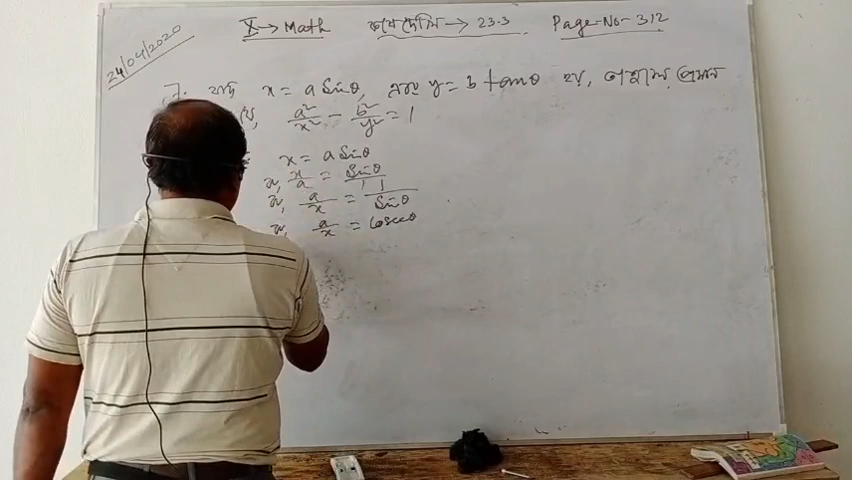 24/04/2020
X → Math কষে দেখি → 23.3 Page-No- 312
যদি x = a Sinθ, এবং y = b tanθ হয়, তাহলে প্রমাণ
যে, a²/x² - b²/y² = 1
x = a Sinθ
বা, x/a = Sinθ/1
বা, a/x = 1/Sinθ
বা, a/x = Cosecθ